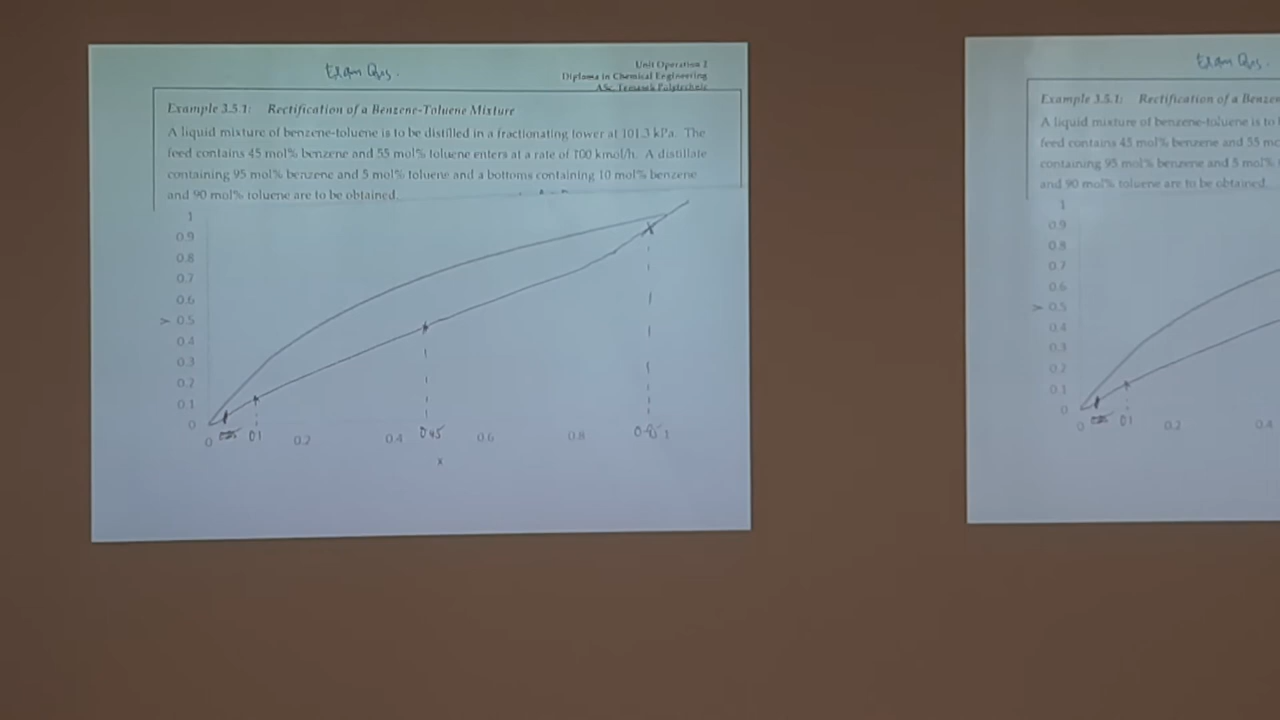 Exam Qns.
Unit Operation 2
Diploma in Chemical Engineering
ASc, Temasek Polytechnic
Example 3.5.1: Rectification of a Benzene-Toluene Mixture
A liquid mixture of benzene-toluene is to be distilled in a fractionating tower at 101.3 kPa. The
feed contains 45 mol% benzene and 55 mol% toluene enters at a rate of 100 kmol/h. A distillate
containing 95 mol% benzene and 5 mol% toluene and a bottoms containing 10 mol% benzene
and 90 mol% toluene are to be obtained.
1
0.9
0.8
0.7
0.6
0.5
0.4
0.3
0.2
0.1
0
y
0 0.1 0.2 0.4 0.45 0.6 0.8 0.95 1
x
Exam Qns.
Example 3.5.1: Rectification of a Benze
A liquid mixture of benzene-toluene is to
feed contains 45 mol% benzene and 55 mo
containing 95 mol% benzene and 5 mol%
and 90 mol% toluene are to be obtained.
1
0.9
0.8
0.7
0.6
0.5
0.4
0.3
0.2
0.1
0
y
0 0.1 0.2 0.4